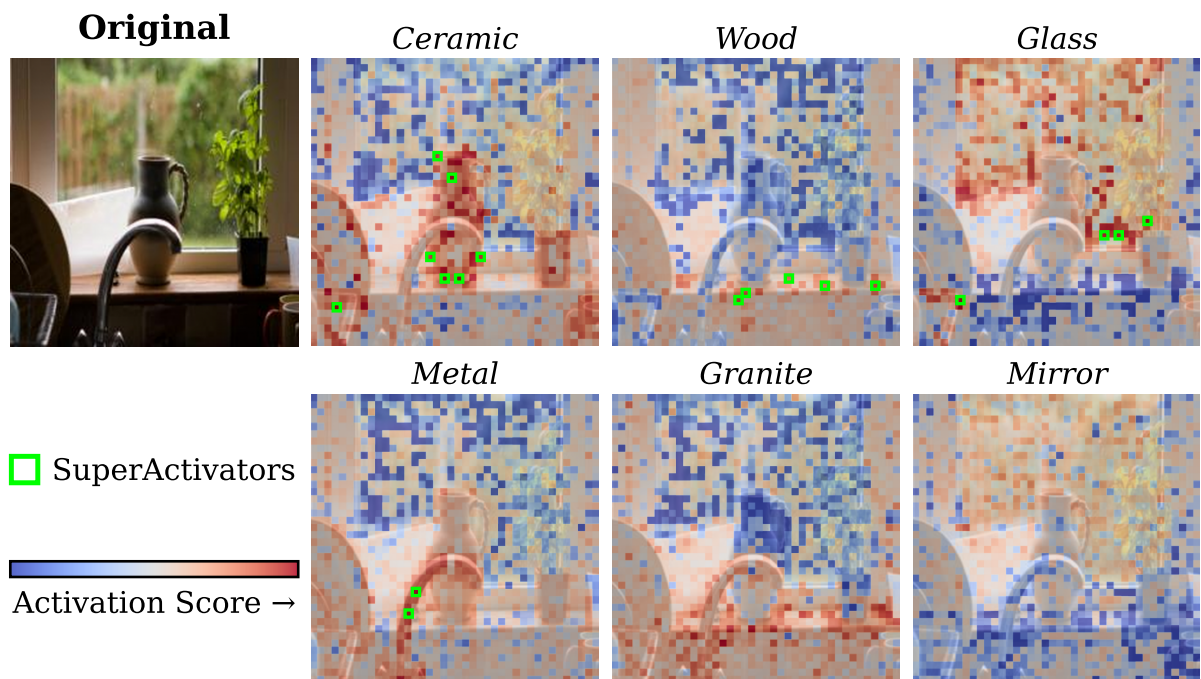 Original
Ceramic
Wood
Glass
Metal
Granite
Mirror
SuperActivators
Activation Score →